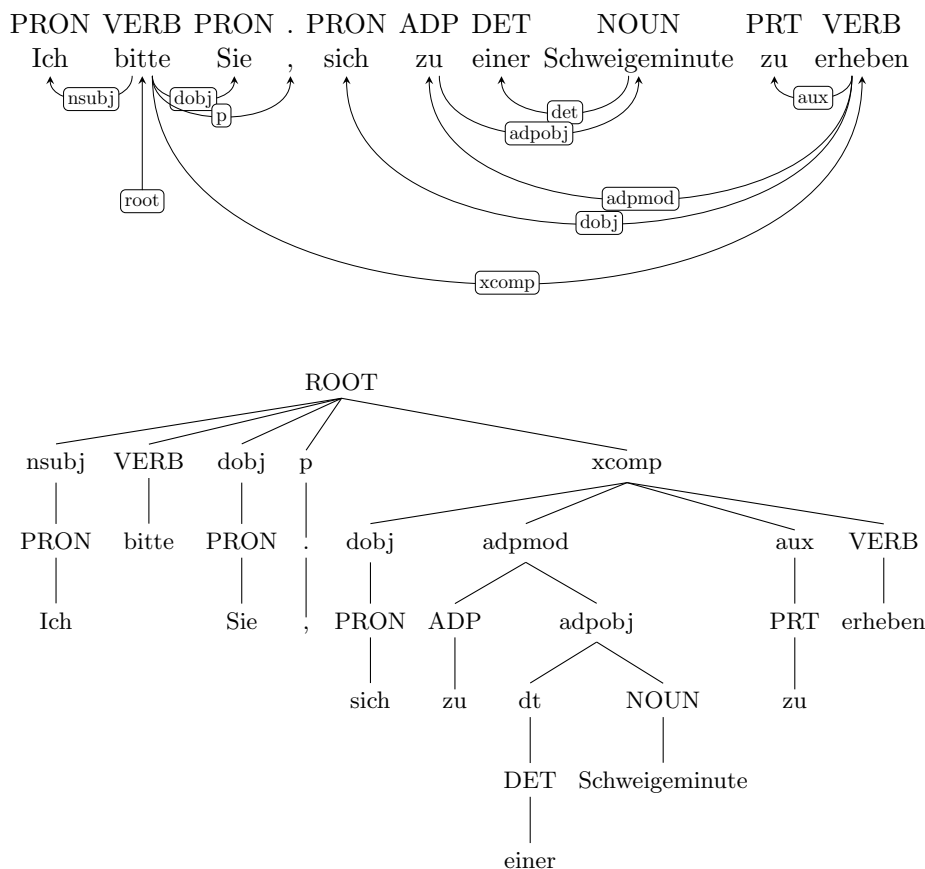 PRON VERB PRON . PRON ADP DET NOUN PRT VERB
Ich bitte Sie , sich zu einer Schweigeminute zu erheben
nsubj dobj aux
p det
adpobj
root adpmod
dobj
xcomp
ROOT
nsubj VERB dobj p xcomp
PRON bitte PRON . dobj adpmod aux VERB
Ich Sie , PRON ADP adpobj PRT erheben
sich zu dt NOUN zu
DET Schweigeminute
einer